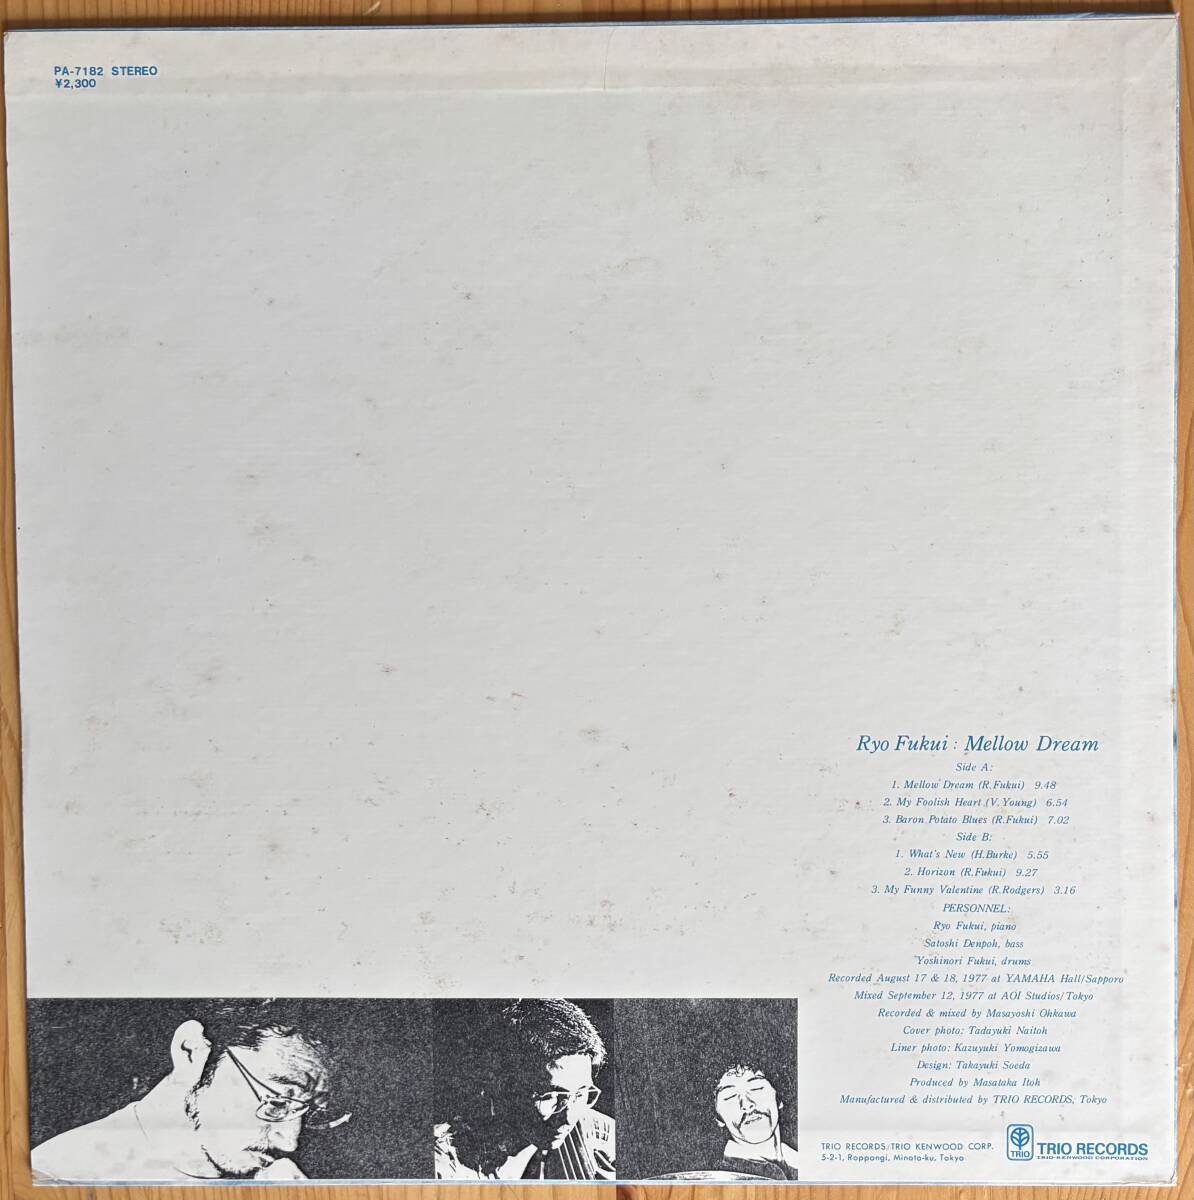 PA-7182 STEREO
¥2,300
Ryo Fukui : Mellow Dream
Side A:
1. Mellow Dream (R.Fukui) 9.48
2. My Foolish Heart (V.Young) 6.54
3. Baron Potato Blues (R.Fukui) 7.02
Side B:
1. What's New (H.Burke) 5.55
2. Horizon (R.Fukui) 9.27
3. My Funny Valentine (R.Rodgers) 3.16
PERSONNEL:
Ryo Fukui, piano
Satoshi Denpoh, bass
Yoshinori Fukui, drums
Recorded August 17 & 18, 1977 at YAMAHA Hall/Sapporo
Mixed September 12, 1977 at AOI Studios/Tokyo
Recorded & mixed by Masayoshi Ohkawa
Cover photo: Tadayuki Naitoh
Liner photo: Kazuyuki Yomogizawa
Design: Takayuki Soeda
Produced by Masataka Itoh
Manufactured & distributed by TRIO RECORDS, Tokyo
TRIO RECORDS/TRIO KENWOOD CORP.
5-2-1, Roppongi, Minato-ku, Tokyo
TRIO
TRIO RECORDS
TRIO-KENWOOD CORPORATION